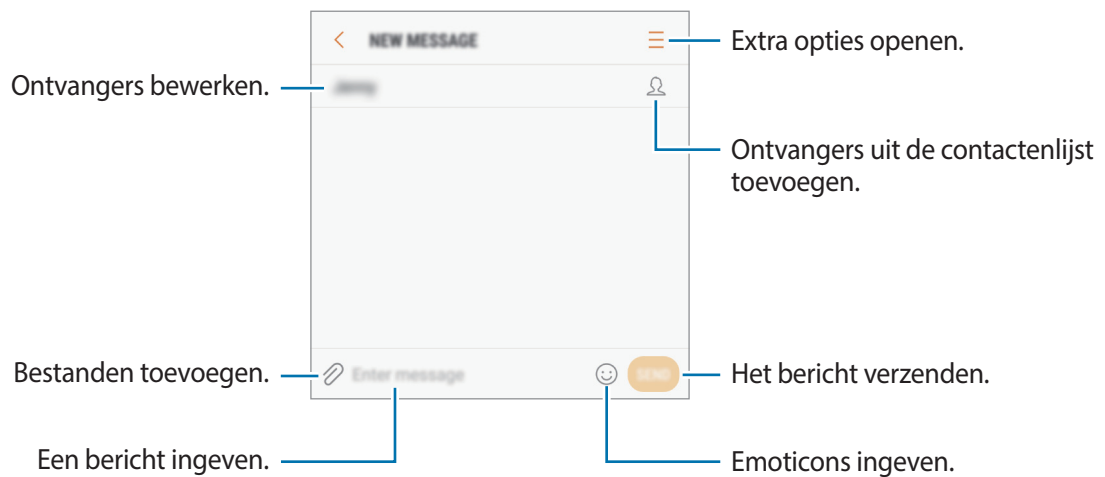 NEW MESSAGE
Extra opties openen.
Ontvangers bewerken.
Jenny
Ontvangers uit de contactenlijst
toevoegen.
Bestanden toevoegen.
Enter message
SEND
Het bericht verzenden.
Een bericht ingeven.
Emoticons ingeven.